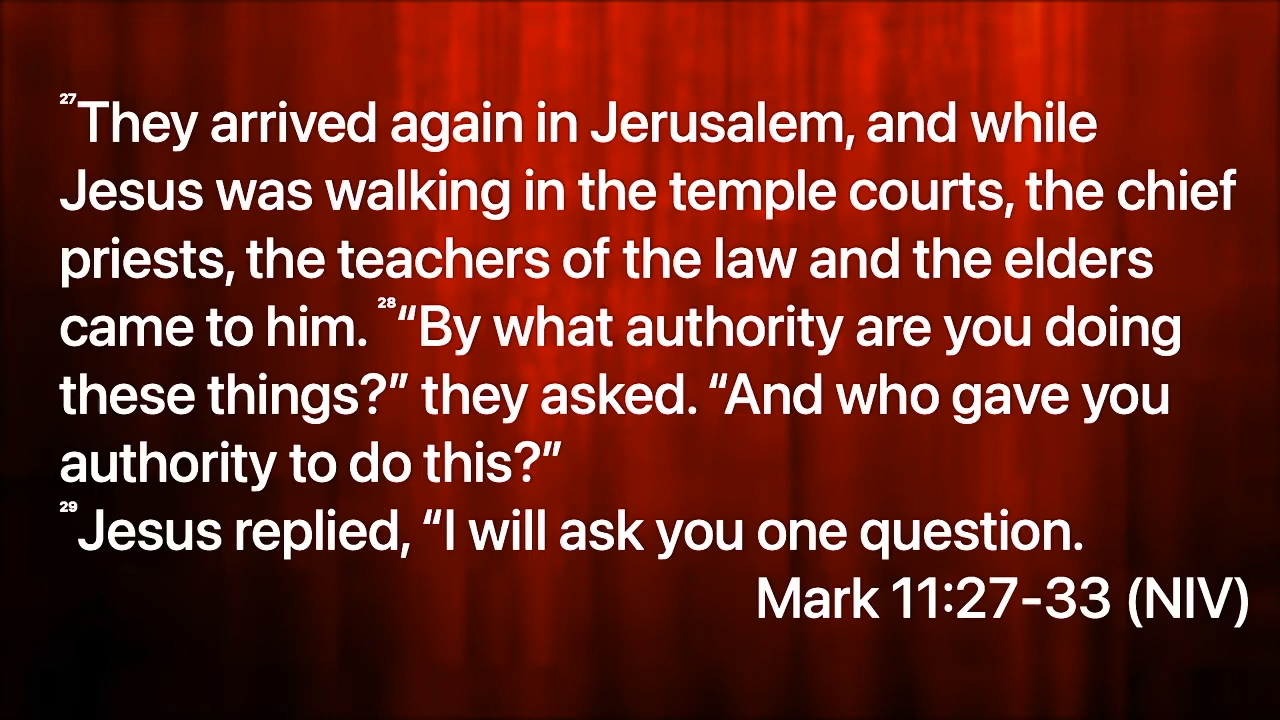 27They arrived again in Jerusalem, and while
Jesus was walking in the temple courts, the chief
priests, the teachers of the law and the elders
came to him. 28“By what authority are you doing
these things?” they asked. “And who gave you
authority to do this?”
29Jesus replied, “I will ask you one question.
Mark 11:27-33 (NIV)